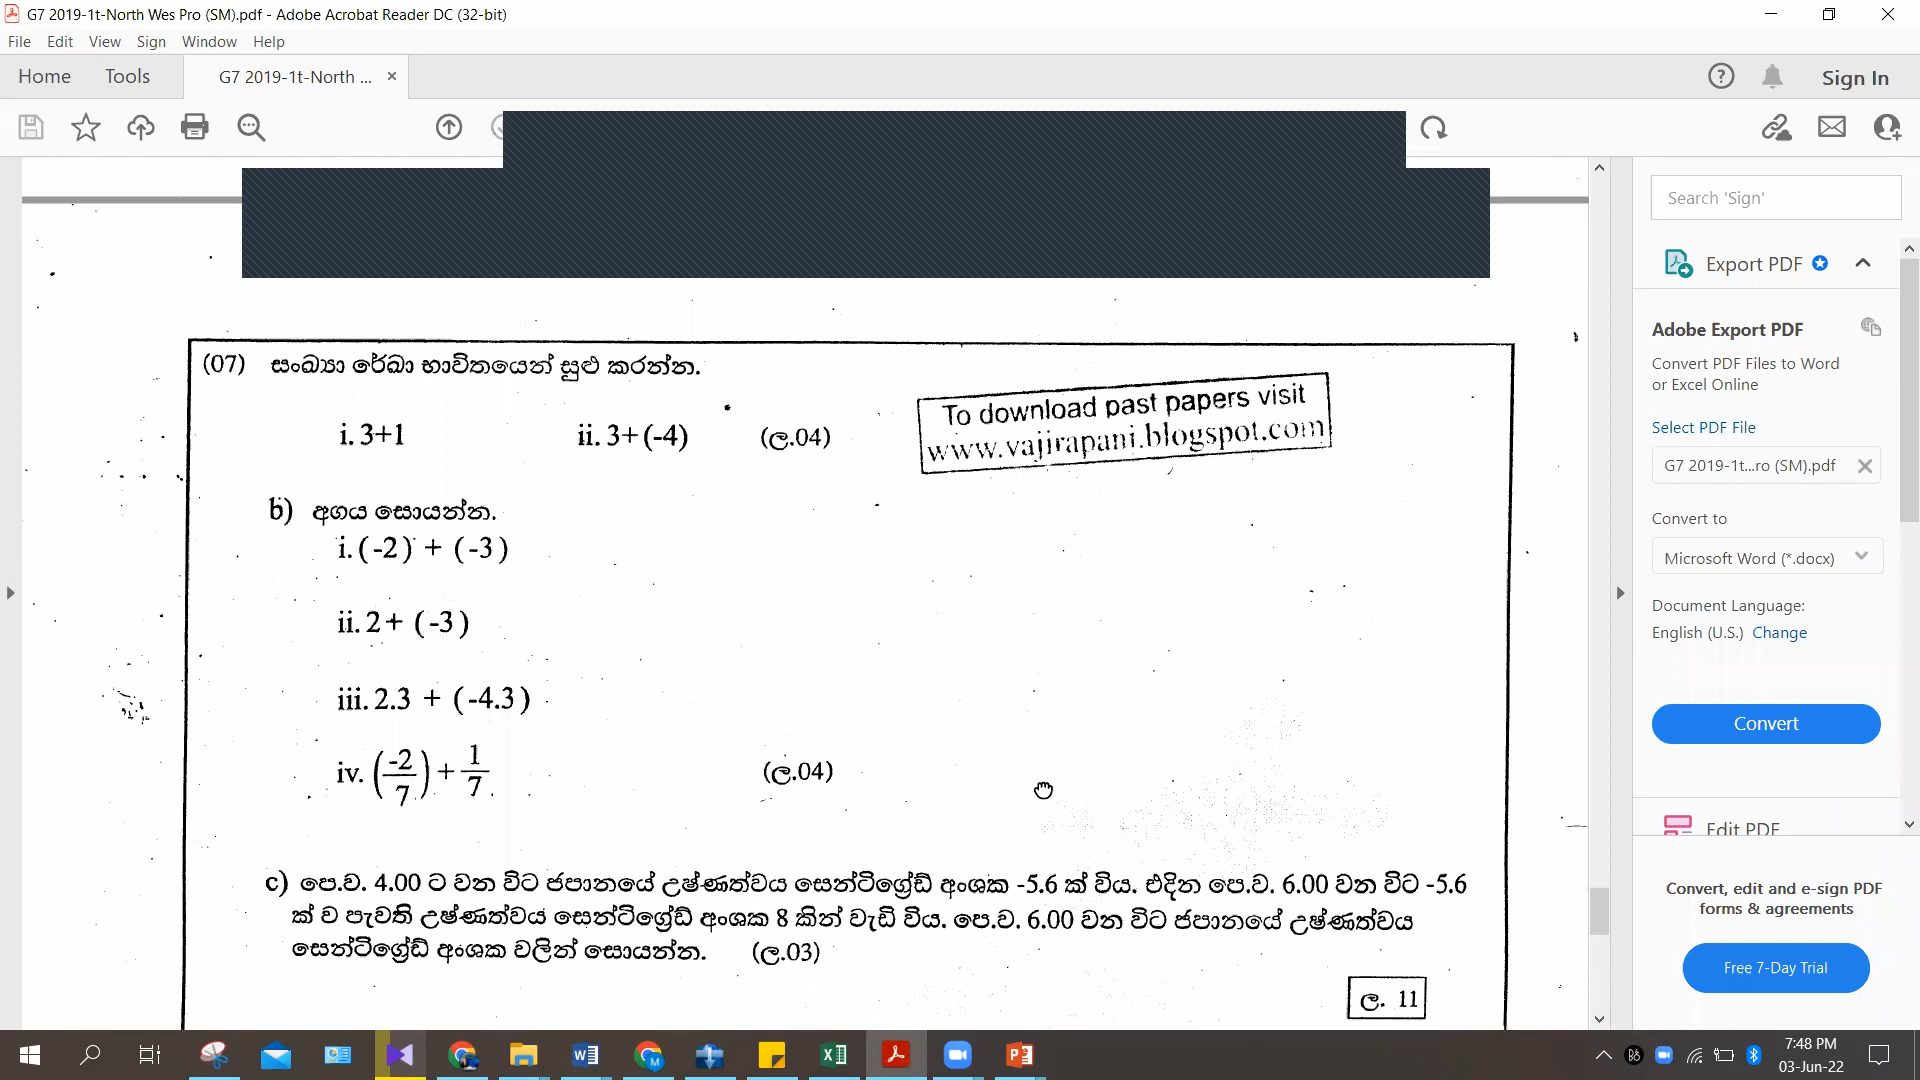 G7 2019-1t-North Wes Pro (SM).pdf - Adobe Acrobat Reader DC (32-bit)
File Edit View Sign Window Help
Home Tools G7 2019-1t-North ... × Sign In
Search 'Sign'
Export PDF
Adobe Export PDF
Convert PDF Files to Word
or Excel Online
Select PDF File
G7 2019-1t...ro (SM).pdf
Convert to
Microsoft Word (*.docx)
Document Language:
English (U.S.) Change
Convert
Edit PDF
Convert, edit and e-sign PDF
forms & agreements
Free 7-Day Trial
(07) සංඛ්‍යා රේඛා භාවිතයෙන් සුළු කරන්න.
i. 3+1 ii. 3+(-4) (ල.04)
To download past papers visit
www.vajirapani.blogspot.com
b) අගය සොයන්න.
i. (-2) + (-3)
ii. 2+ (-3)
iii. 2.3 + (-4.3)
iv. (-2/7) + 1/7 (ල.04)
c) පෙ.ව. 4.00 ට වන විට ජපානයේ උෂ්ණත්වය සෙන්ටිග්‍රේඩ් අංශක -5.6 ක් විය. එදින පෙ.ව. 6.00 වන විට -5.6
ක් ව පැවති උෂ්ණත්වය සෙන්ටිග්‍රේඩ් අංශක 8 කින් වැඩි විය. පෙ.ව. 6.00 වන විට ජපානයේ උෂ්ණත්වය
සෙන්ටිග්‍රේඩ් අංශක වලින් සොයන්න. (ල.03)
ල. 11
7:48 PM
03-Jun-22